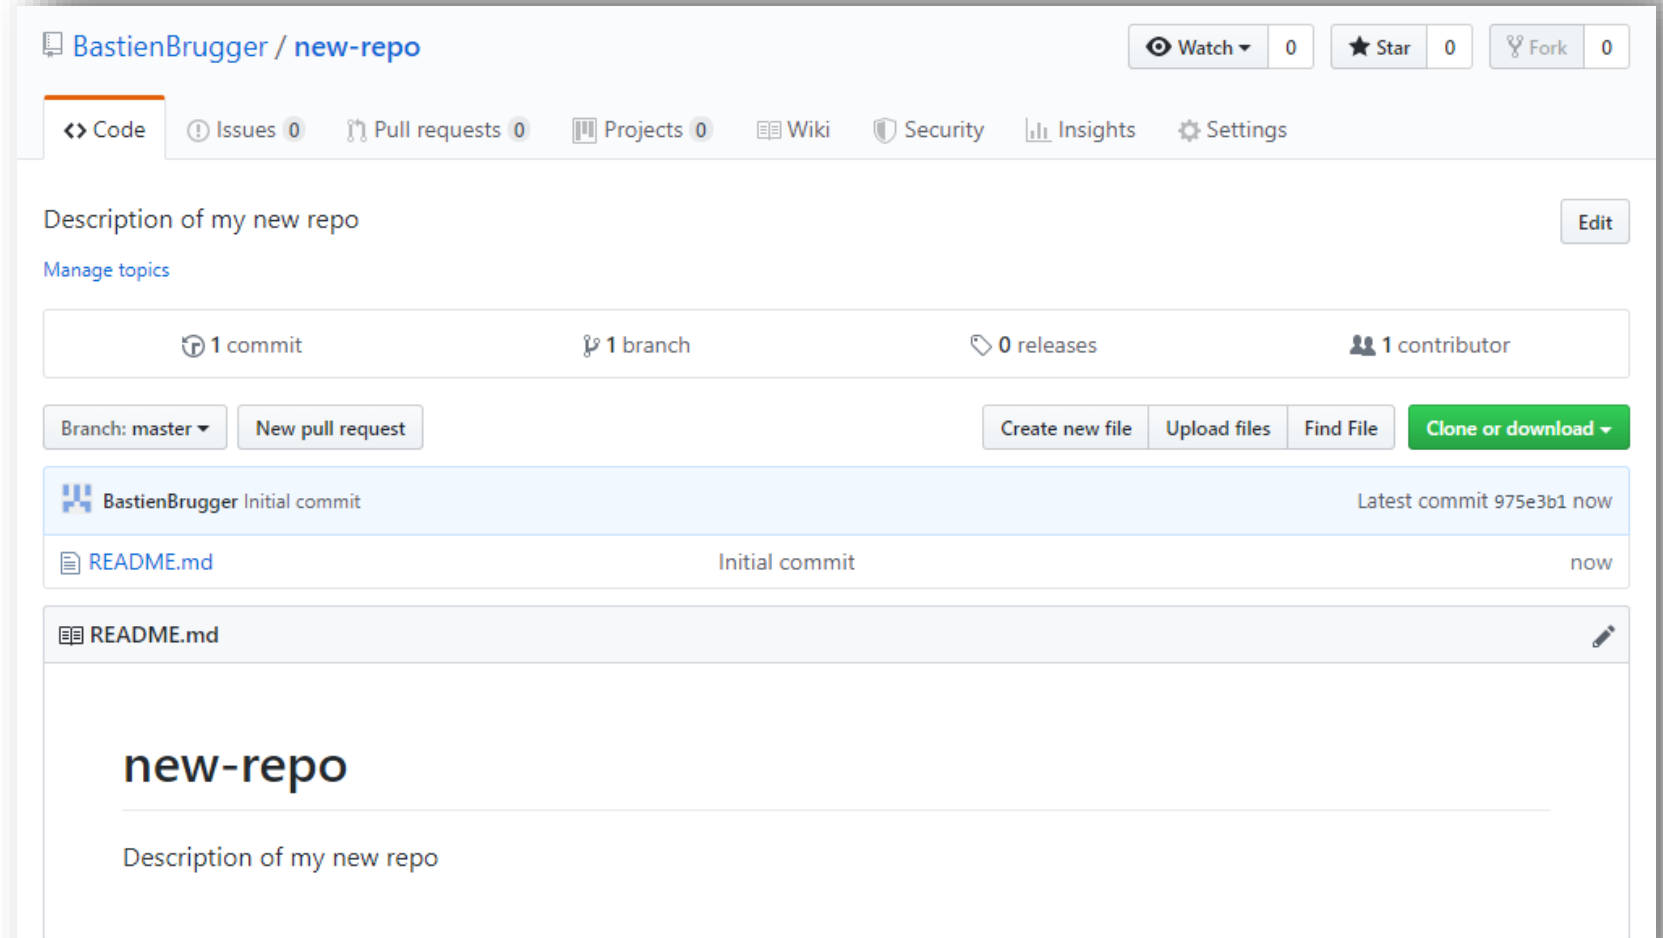 BastienBrugger / new-repo Watch 0 Star 0 Fork 0
Code Issues 0 Pull requests 0 Projects 0 Wiki Security Insights Settings
Description of my new repo Edit
Manage topics
1 commit 1 branch 0 releases 1 contributor
Branch: master New pull request Create new file Upload files Find File Clone or download
BastienBrugger Initial commit Latest commit 975e3b1 now
README.md Initial commit now
README.md
new-repo
Description of my new repo